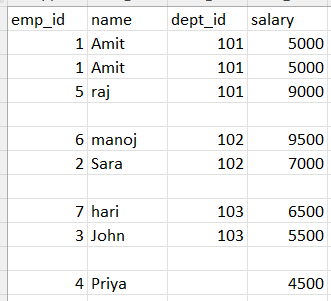 emp_id name dept_id salary
1 Amit 101 5000
1 Amit 101 5000
5 raj 101 9000
6 manoj 102 9500
2 Sara 102 7000
7 hari 103 6500
3 John 103 5500
4 Priya 4500